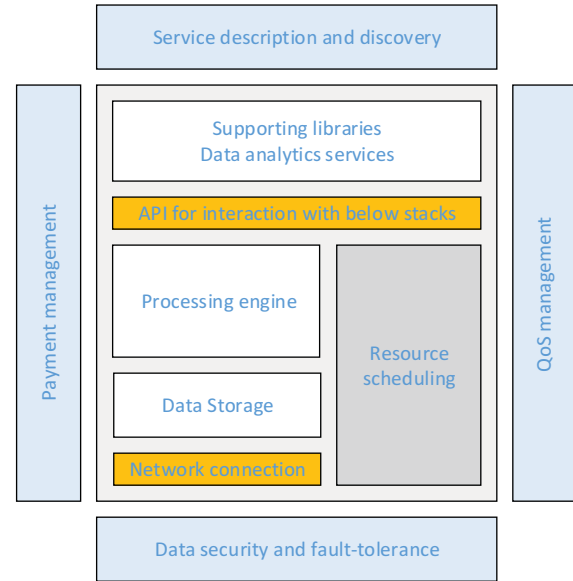 Service description and discovery
Payment management
Supporting libraries
Data analytics services
API for interaction with below stacks
Processing engine
Resource
scheduling
Data Storage
Network connection
QoS management
Data security and fault-tolerance